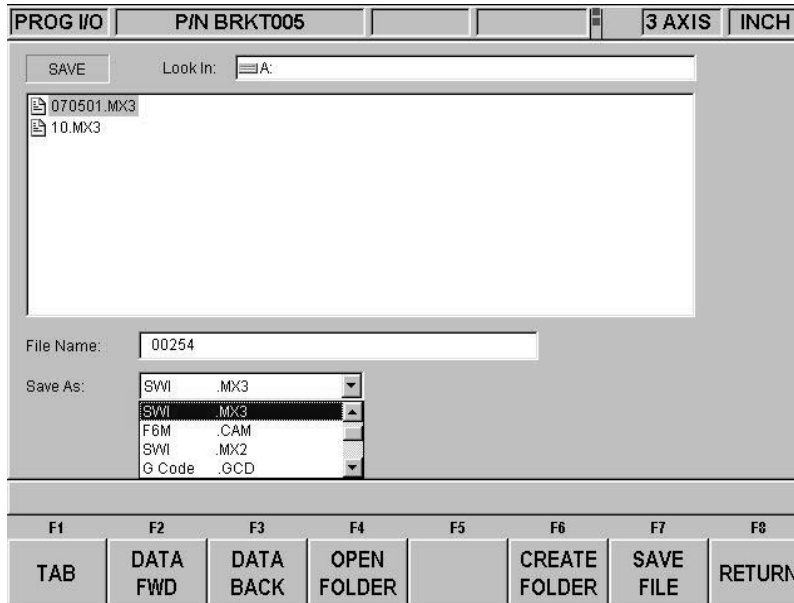 PROG I/O P/N BRKT005 3 AXIS INCH
SAVE Look In: A:
070501.MX3
10.MX3
File Name: 00254
Save As: SWI .MX3
SWI .MX3
F6M .CAM
SWI .MX2
G Code .GCD
F1 F2 F3 F4 F5 F6 F7 F8
TAB DATA FWD DATA BACK OPEN FOLDER CREATE FOLDER SAVE FILE RETURN